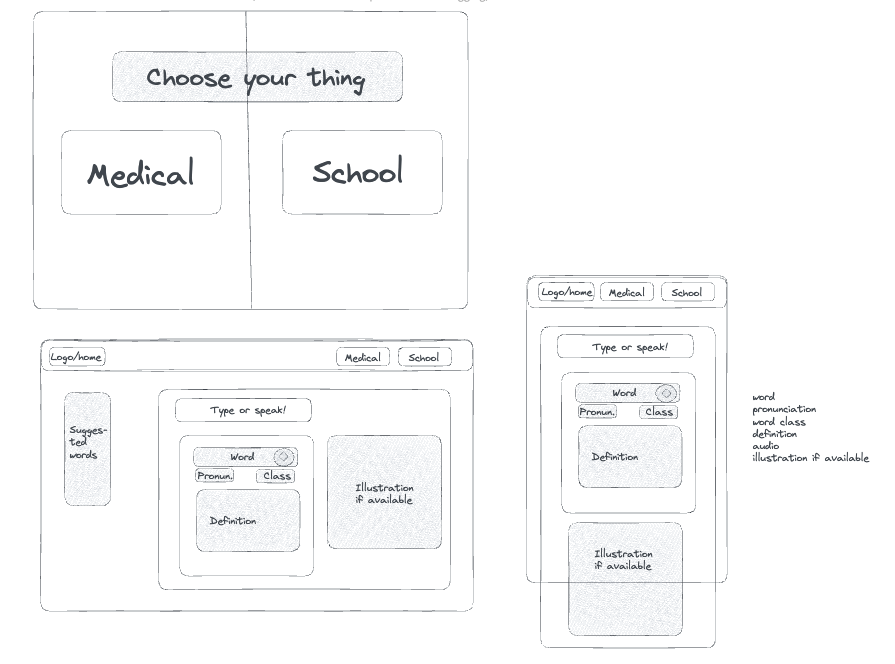 Choose your thing
Medical
School
Logo/home
Medical
School
Sugges-
ted
words
Type or speak!
Word
Pronun.
Class
Definition
Illustration
if available
Logo/home
Medical
School
Type or speak!
Word
Pronun.
Class
Definition
Illustration
if available
word
pronunciation
word class
definition
audio
illustration if available